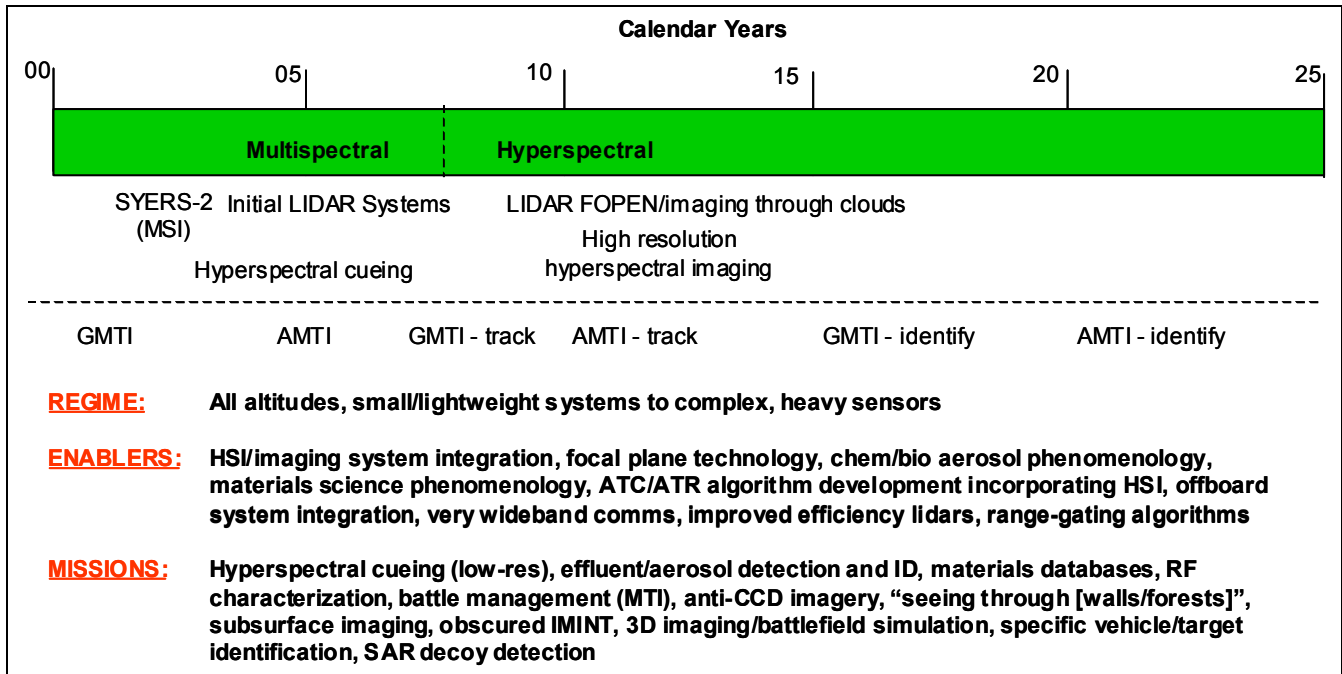 Calendar Years
00 05 10 15 20 25
Multispectral Hyperspectral
SYERS-2 Initial LIDAR Systems LIDAR FOPEN/imaging through clouds
(MSI) High resolution
Hyperspectral cueing hyperspectral imaging
GMTI AMTI GMTI - track AMTI - track GMTI - identify AMTI - identify
REGIME: All altitudes, small/lightweight systems to complex, heavy sensors
ENABLERS: HSI/imaging system integration, focal plane technology, chem/bio aerosol phenomenology,
materials science phenomenology, ATC/ATR algorithm development incorporating HSI, offboard
system integration, very wideband comms, improved efficiency lidars, range-gating algorithms
MISSIONS: Hyperspectral cueing (low-res), effluent/aerosol detection and ID, materials databases, RF
characterization, battle management (MTI), anti-CCD imagery, “seeing through [walls/forests]”,
subsurface imaging, obscured IMINT, 3D imaging/battlefield simulation, specific vehicle/target
identification, SAR decoy detection